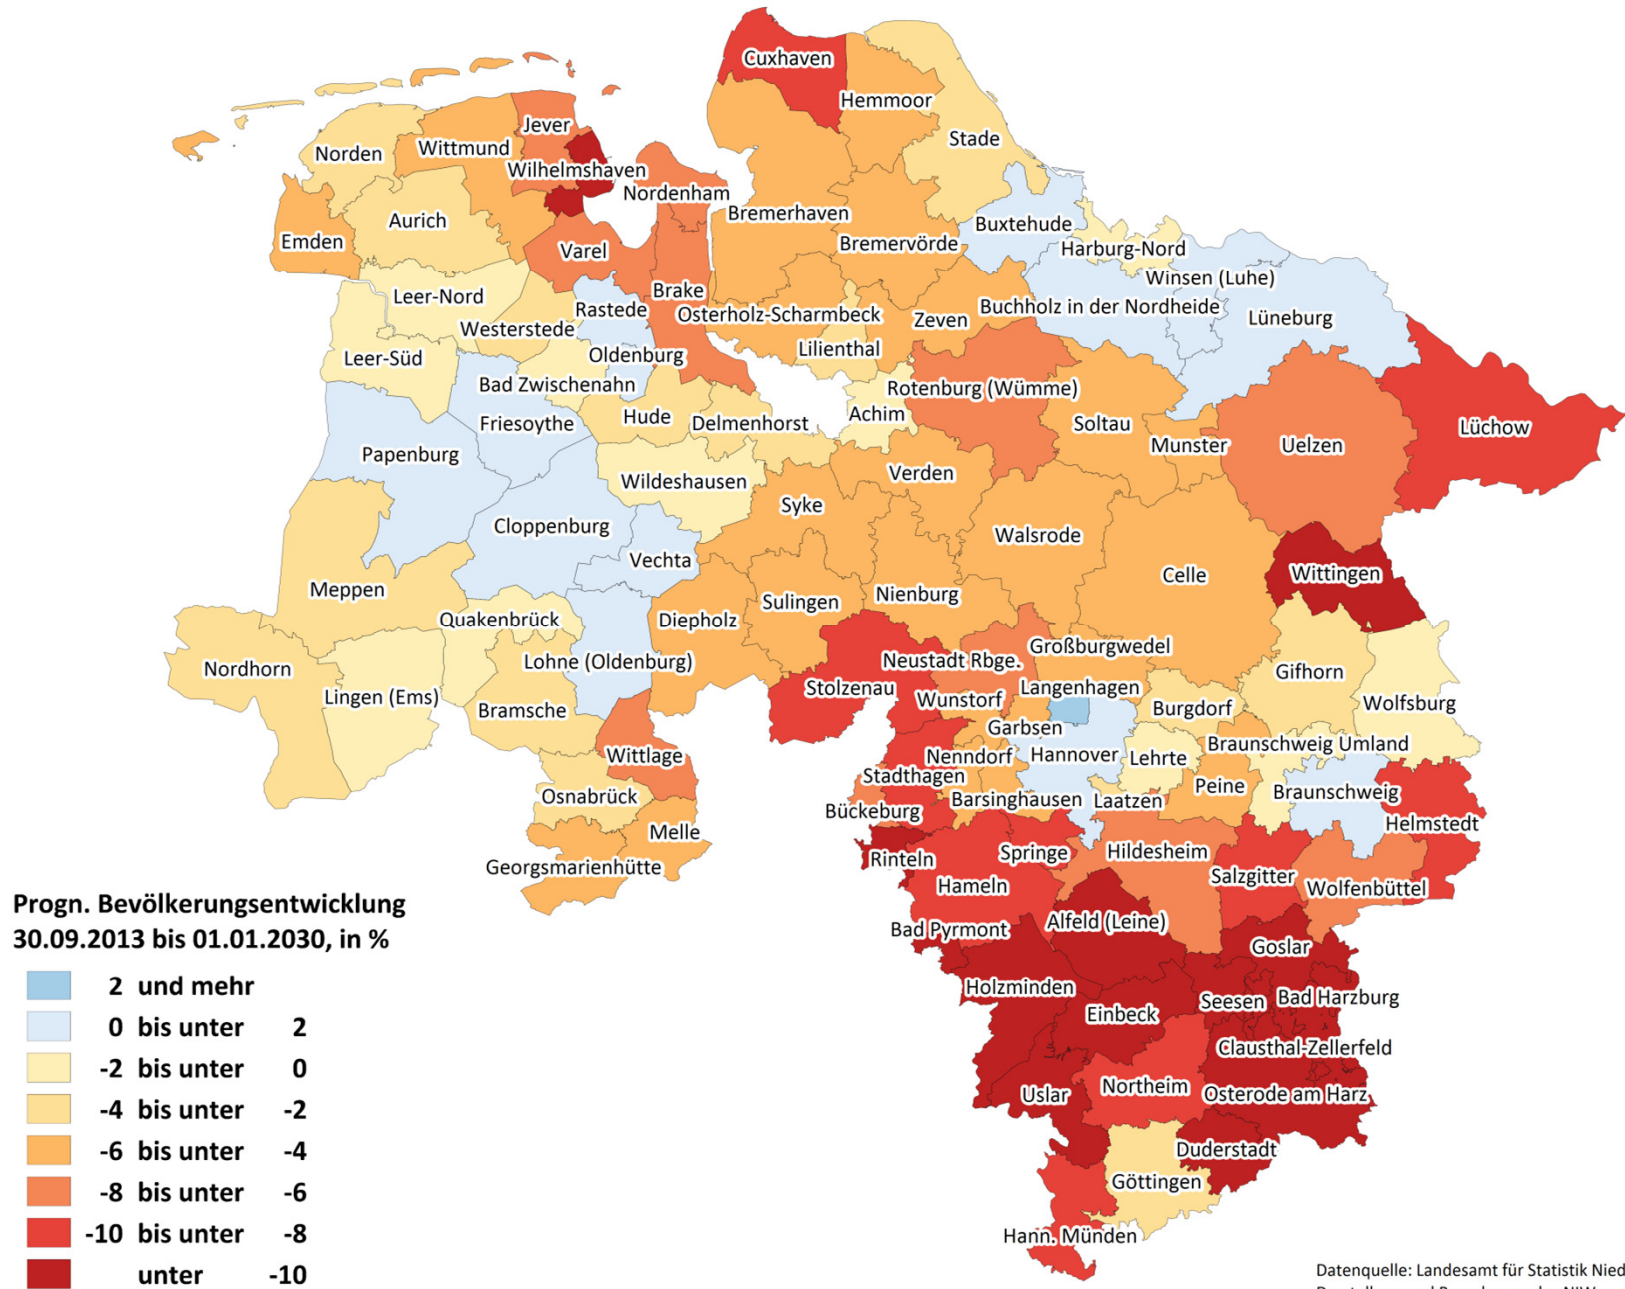 Cuxhaven
Hemmoor
Stade
Jever
Wittmund
Norden
Wilhelmshaven
Nordenham
Aurich
Bremerhaven
Buxtehude
Emden
Bremervörde
Harburg-Nord
Varel
Winsen (Luhe)
Leer-Nord
Brake
Rastede
Buchholz in der Nordheide
Osterholz-Scharmbeck
Lüneburg
Zeven
Westerstede
Lilienthal
Leer-Süd
Oldenburg
Bad Zwischenahn
Rotenburg (Wümme)
Achim
Hude
Friesoythe
Delmenhorst
Soltau
Lüchow
Munster
Uelzen
Papenburg
Verden
Wildeshausen
Syke
Cloppenburg
Walsrode
Vechta
Wittingen
Celle
Meppen
Nienburg
Sulingen
Quakenbrück
Diepholz
Großburgwedel
Lohne (Oldenburg)
Neustadt Rbge.
Nordhorn
Gifhorn
Stolzenau
Langenhagen
Lingen (Ems)
Wunstorf
Wolfsburg
Bramsche
Burgdorf
Garbsen
Braunschweig Umland
Wittlage
Nenndorf
Hannover
Lehrte
Stadthagen
Peine
Braunschweig
Osnabrück
Barsinghausen
Laatzen
Bückeburg
Helmstedt
Melle
Hildesheim
Springe
Rinteln
Georgsmarienhütte
Salzgitter
Hameln
Wolfenbüttel
Alfeld (Leine)
Bad Pyrmont
Goslar
Holzminden
Seesen
Bad Harzburg
Einbeck
Clausthal-Zellerfeld
Northeim
Uslar
Osterode am Harz
Duderstadt
Göttingen
Hann. Münden
Progn. Bevölkerungsentwicklung
30.09.2013 bis 01.01.2030, in %
2 und mehr
0 bis unter 2
-2 bis unter 0
-4 bis unter -2
-6 bis unter -4
-8 bis unter -6
-10 bis unter -8
unter -10
Datenquelle: Landesamt für Statistik Nied